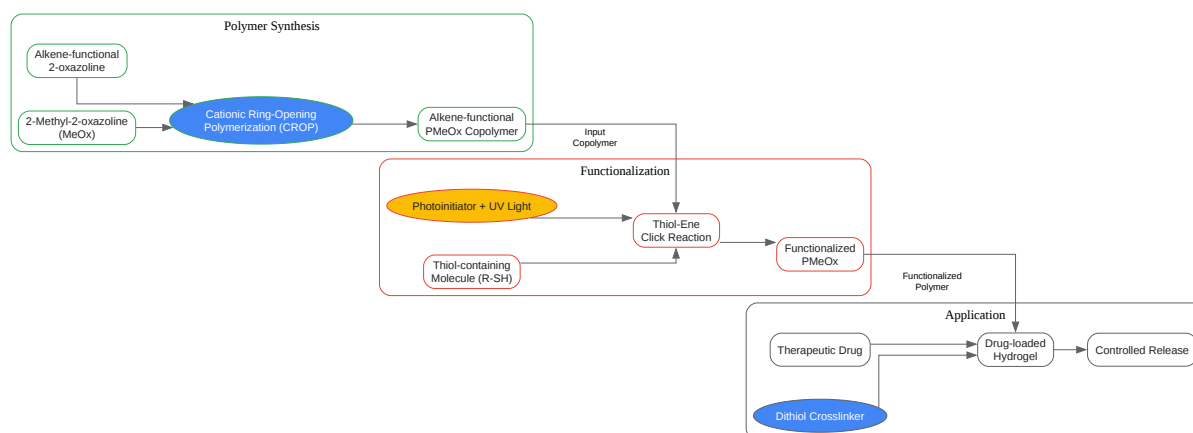 Polymer Synthesis
Alkene-functional
2-oxazoline
2-Methyl-2-oxazoline
(MeOx)
Cationic Ring-Opening
Polymerization (CROP)
Alkene-functional
PMeOx Copolymer
Input
Copolymer
Functionalization
Photoinitiator + UV Light
Thiol-Ene
Click Reaction
Thiol-containing
Molecule (R-SH)
Functionalized
PMeOx
Functionalized
Polymer
Application
Therapeutic Drug
Drug-loaded
Hydrogel
Controlled Release
Dithiol Crosslinker